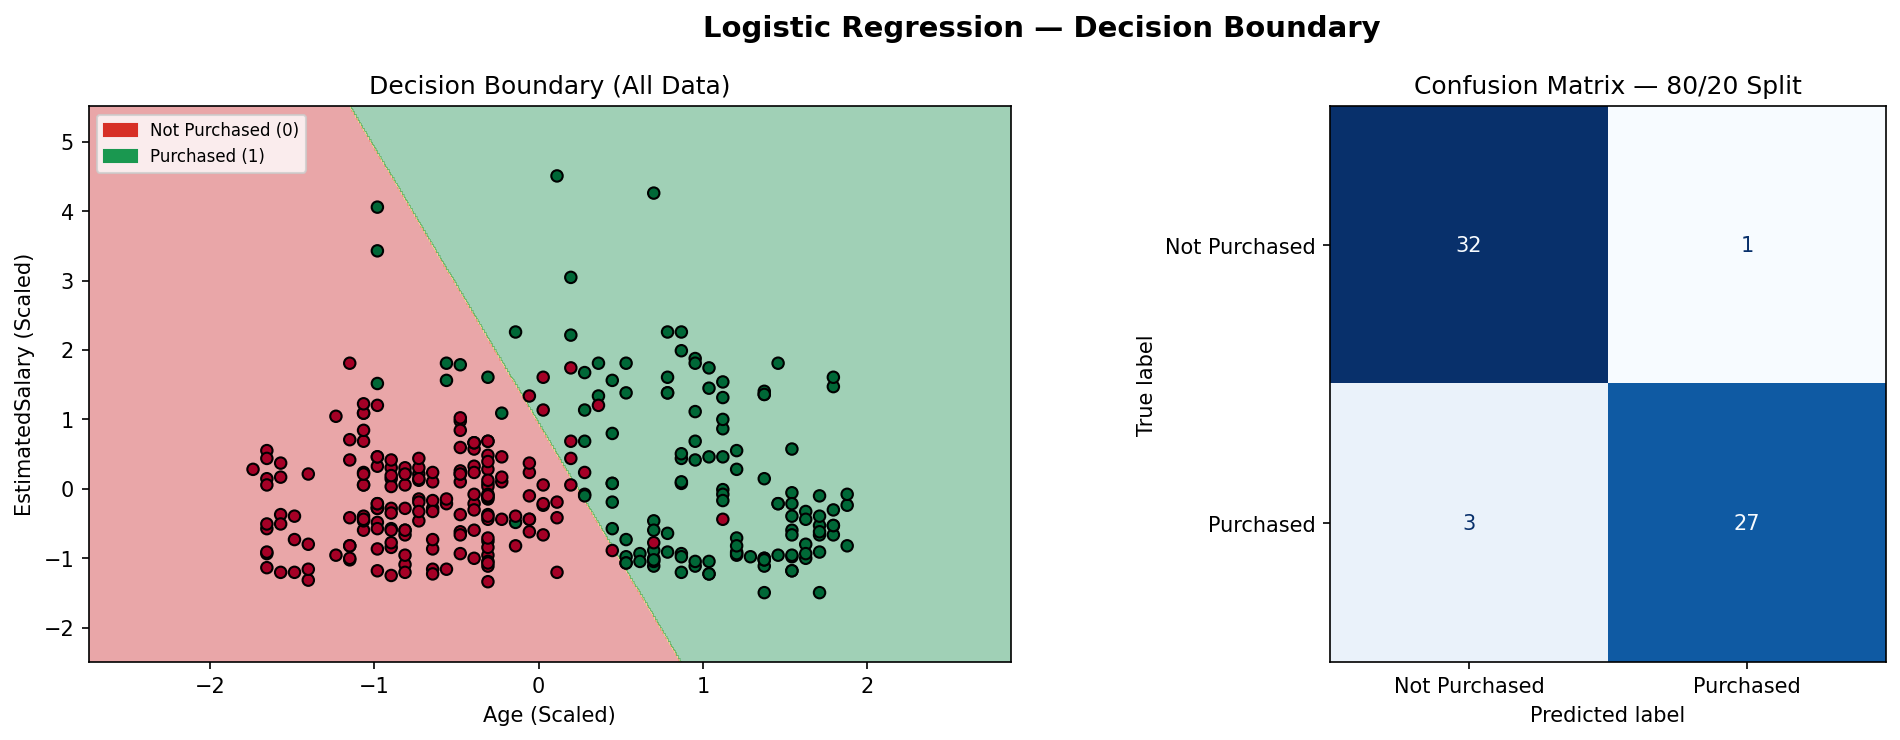 Logistic Regression — Decision Boundary
Decision Boundary (All Data)
Not Purchased (0)
Purchased (1)
5
4
3
2
1
0
−1
−2
EstimatedSalary (Scaled)
−2
−1
0
1
2
Age (Scaled)
Confusion Matrix — 80/20 Split
Not Purchased
32
1
Purchased
3
27
True label
Not Purchased
Purchased
Predicted label